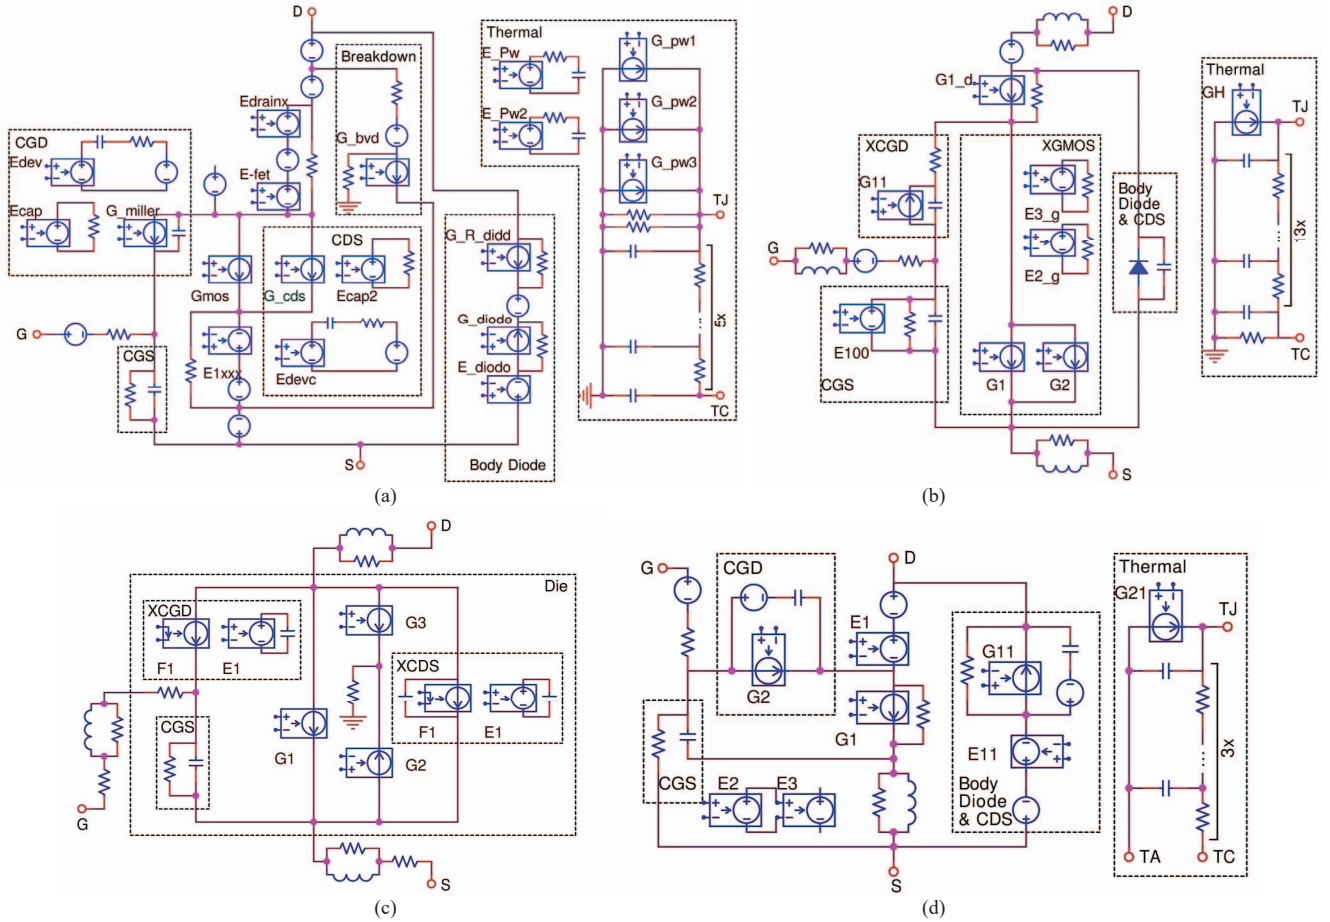 D
Thermal
G_pw1
E_Pw
Breakdown
Edrainx
G_pw2
E_Pw2
CGD
G_bvd
Edev
E-fet
G_pw3
Ecap
G_miller
TJ
CDS
G_R_didd
Gmos
G_cds
Ecap2
G_diodo
5x
G
CGS
E1xxx
Edevc
E_diodo
TC
S
Body Diode
(a)
D
G1_d
Thermal
GH
TJ
XCGD
XGMOS
G11
E3_g
Body
Diode
& CDS
13x
G
E2_g
E100
CGS
G1
G2
TC
S
(b)
D
Die
XCGD
G3
F1
E1
XCDS
CGS
G1
F1
E1
G2
G
S
(c)
G
CGD
D
Thermal
E1
G21
TJ
G11
G2
G1
3x
CGS
E2
E3
E11
Body
Diode
& CDS
TA
TC
S
(d)